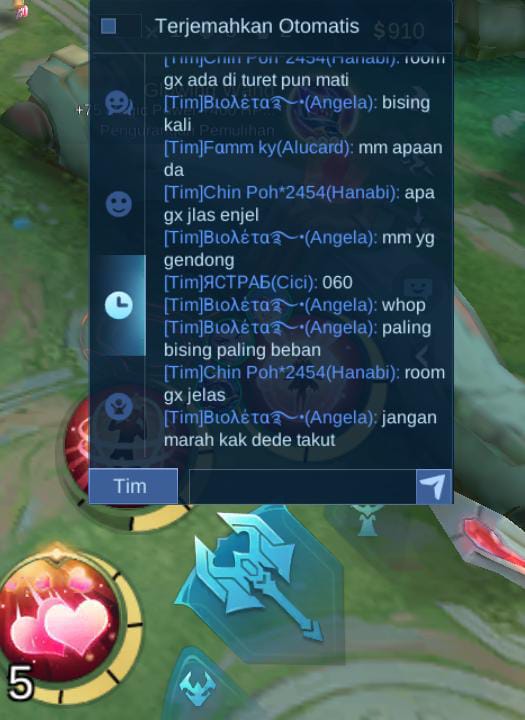 Terjemahkan Otomatis
$910
[Tim]Chin Poh*2454(Hanabi): room
gx ada di turet pun mati
[Tim]Βιολέτα༊〜•(Angela): bising
kali
[Tim]Fαmm ky(Alucard): mm apaan
da
[Tim]Chin Poh*2454(Hanabi): apa
gx jlas enjel
[Tim]Βιολέτα༊〜•(Angela): mm yg
gendong
[Tim]ЯСТРАБ(Cici): 060
[Tim]Βιολέτα༊〜•(Angela): whop
[Tim]Βιολέτα༊〜•(Angela): paling
bising paling beban
[Tim]Chin Poh*2454(Hanabi): room
gx jelas
[Tim]Βιολέτα༊〜•(Angela): jangan
marah kak dede takut
Tim
5